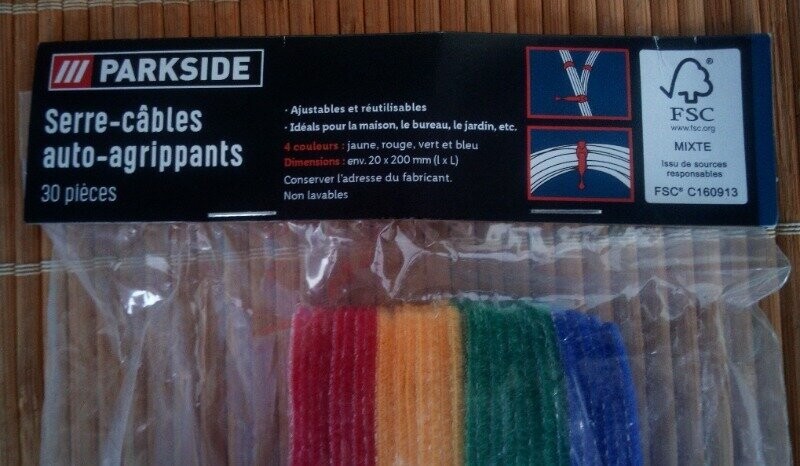 PARKSIDE
Serre-câbles
auto-agrippants
30 pièces
· Ajustables et réutilisables
· Idéals pour la maison, le bureau, le jardin, etc.
4 couleurs : jaune, rouge, vert et bleu
Dimensions : env. 20 x 200 mm (l x L)
Conserver l'adresse du fabricant.
Non lavables
FSC
www.fsc.org
MIXTE
Issu de sources
responsables
FSC® C160913